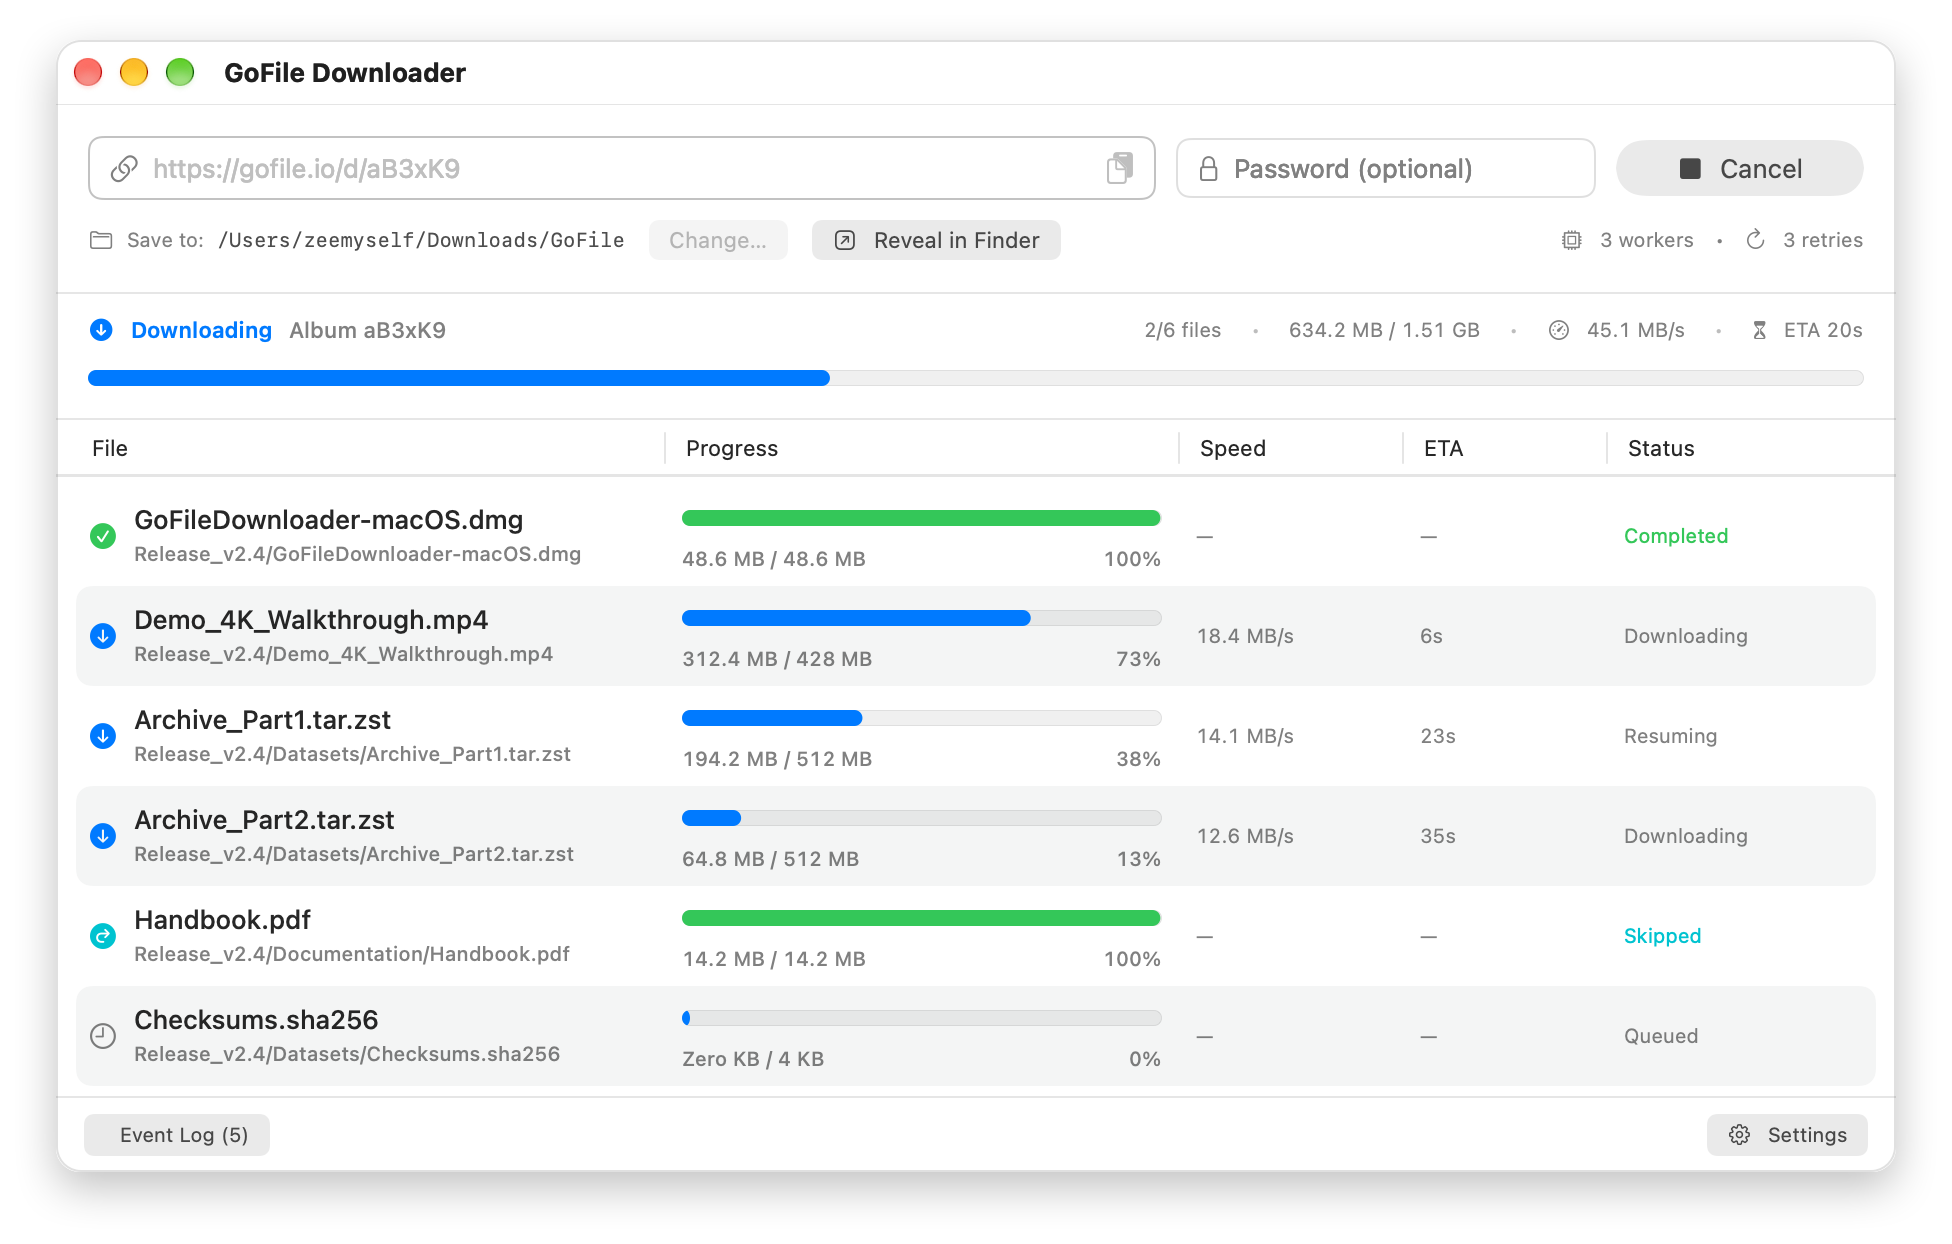 GoFile Downloader
https://gofile.io/d/aB3xK9
Password (optional)
Cancel
Save to: /Users/zeemyself/Downloads/GoFile
Change...
Reveal in Finder
3 workers • 3 retries
Downloading Album aB3xK9
2/6 files • 634.2 MB / 1.51 GB • 45.1 MB/s • ETA 20s
File Progress Speed ETA Status
GoFileDownloader-macOS.dmg
Release_v2.4/GoFileDownloader-macOS.dmg
48.6 MB / 48.6 MB 100%
— — Completed
Demo_4K_Walkthrough.mp4
Release_v2.4/Demo_4K_Walkthrough.mp4
312.4 MB / 428 MB 73%
18.4 MB/s 6s Downloading
Archive_Part1.tar.zst
Release_v2.4/Datasets/Archive_Part1.tar.zst
194.2 MB / 512 MB 38%
14.1 MB/s 23s Resuming
Archive_Part2.tar.zst
Release_v2.4/Datasets/Archive_Part2.tar.zst
64.8 MB / 512 MB 13%
12.6 MB/s 35s Downloading
Handbook.pdf
Release_v2.4/Documentation/Handbook.pdf
14.2 MB / 14.2 MB 100%
— — Skipped
Checksums.sha256
Release_v2.4/Datasets/Checksums.sha256
Zero KB / 4 KB 0%
— — Queued
Event Log (5)
Settings